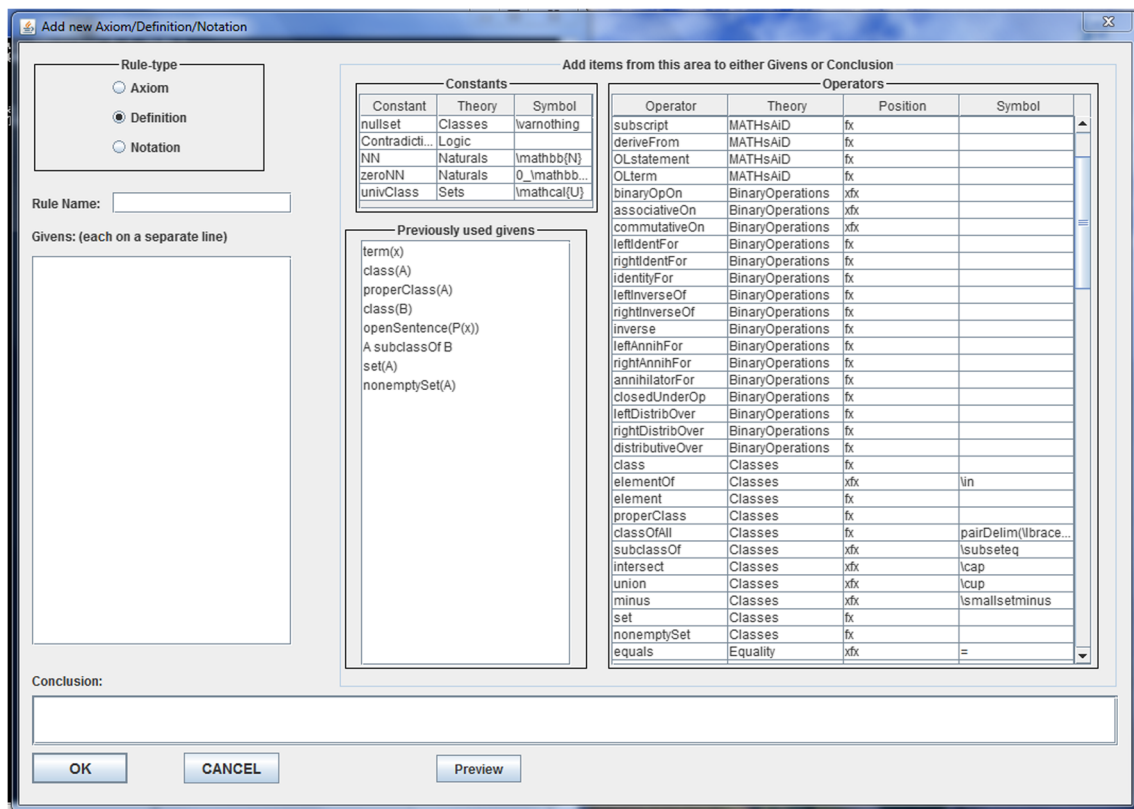 Add new Axiom/Definition/Notation
Rule-type
Axiom
Definition
Notation
Rule Name:
Givens: (each on a separate line)
Add items from this area to either Givens or Conclusion
Constants
Constant Theory Symbol
nullset Classes \varnothing
Contradicti... Logic
NN Naturals \mathbb{N}
zeroNN Naturals 0_\mathbb...
univClass Sets \mathcal{U}
Previously used givens
term(x)
class(A)
properClass(A)
class(B)
openSentence(P(x))
A subclassOf B
set(A)
nonemptySet(A)
Operators
Operator Theory Position Symbol
subscript MATHsAiD fx
deriveFrom MATHsAiD fx
OLstatement MATHsAiD fx
OLterm MATHsAiD fx
binaryOpOn BinaryOperations xfx
associativeOn BinaryOperations xfx
commutativeOn BinaryOperations xfx
leftIdentFor BinaryOperations fx
rightIdentFor BinaryOperations fx
identityFor BinaryOperations fx
leftInverseOf BinaryOperations fx
rightInverseOf BinaryOperations fx
inverse BinaryOperations fx
leftAnnihFor BinaryOperations fx
rightAnnihFor BinaryOperations fx
annihilatorFor BinaryOperations fx
closedUnderOp BinaryOperations fx
leftDistribOver BinaryOperations fx
rightDistribOver BinaryOperations fx
distributiveOver BinaryOperations fx
class Classes fx
elementOf Classes xfx \in
element Classes fx
properClass Classes fx
classOfAll Classes fx pairDelim(\lbrace...
subclassOf Classes xfx \subseteq
intersect Classes xfx \cap
union Classes xfx \cup
minus Classes xfx \smallsetminus
set Classes fx
nonemptySet Classes fx
equals Equality xfx =
Conclusion:
OK
CANCEL
Preview